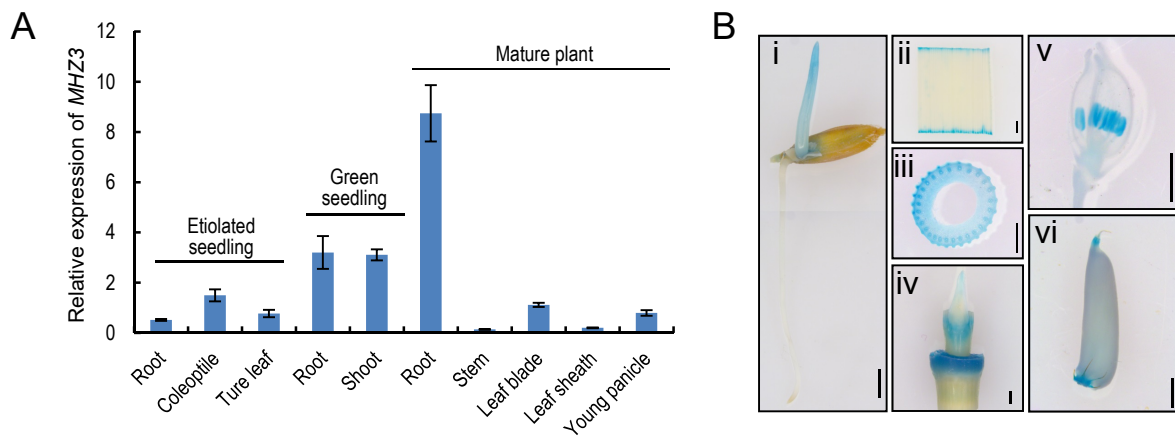 A
Relative expression of MHZ3
12
10
8
6
4
2
0
Etiolated
seedling
Green
seedling
Mature plant
Root
Coleoptile
Ture leaf
Root
Shoot
Root
Stem
Leaf blade
Leaf sheath
Young panicle
B
i
ii
iii
iv
v
vi